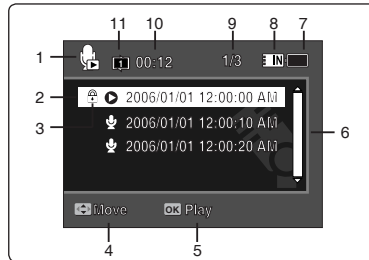 11 10 9 8 7
1 00:12 1/3 IN
1
2 2006/01/01 12:00:00 AM
3 2006/01/01 12:00:10 AM
6
2006/01/01 12:00:20 AM
Move OK Play
4 5